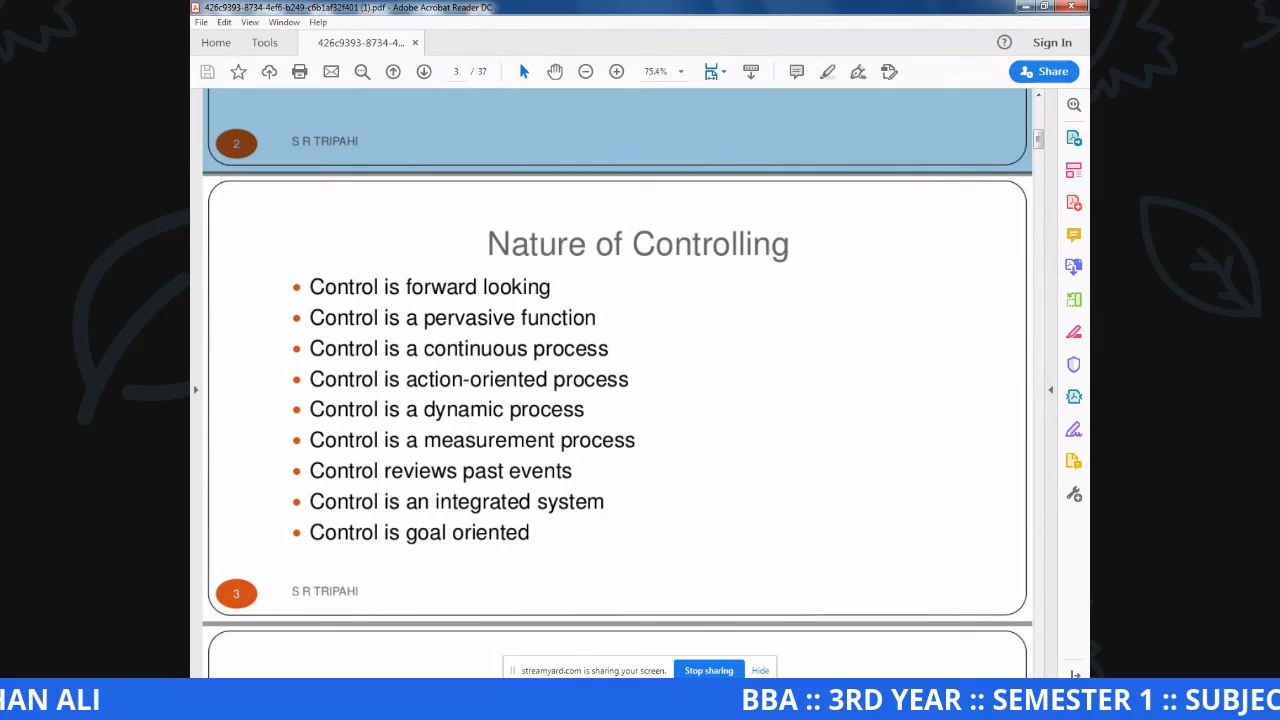 426c9393-8734-4ef6-b249-c6b1af32f401 (1).pdf - Adobe Acrobat Reader DC
File Edit View Window Help
Home Tools 426c9393-8734-4... × Sign In
3 / 37 75.4% Share
2 S R TRIPAHI
Nature of Controlling
• Control is forward looking
• Control is a pervasive function
• Control is a continuous process
• Control is action-oriented process
• Control is a dynamic process
• Control is a measurement process
• Control reviews past events
• Control is an integrated system
• Control is goal oriented
3 S R TRIPAHI
streamyard.com is sharing your screen. Stop sharing Hide
HAN ALI BBA :: 3RD YEAR :: SEMESTER 1 :: SUBJEC